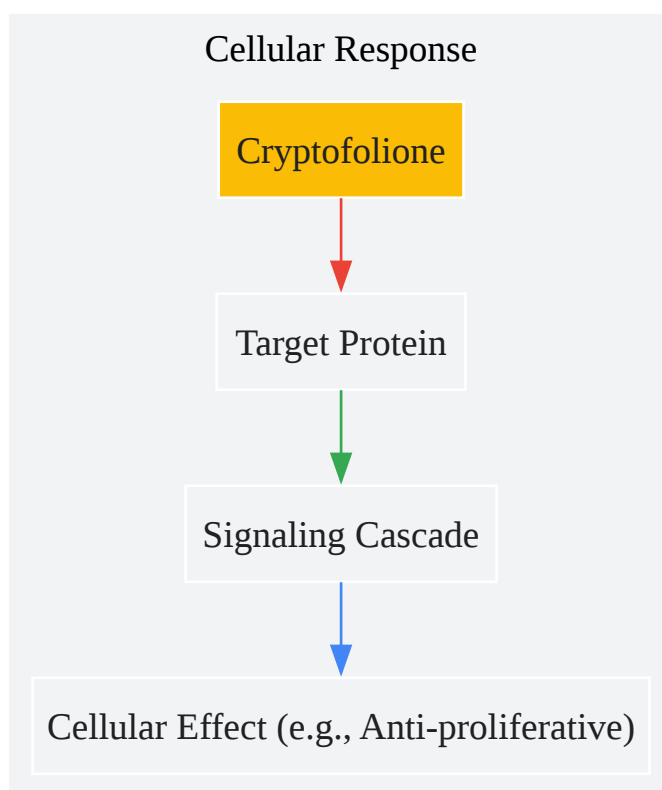 Cellular Response
Cryptofolione
Target Protein
Signaling Cascade
Cellular Effect (e.g., Anti-proliferative)